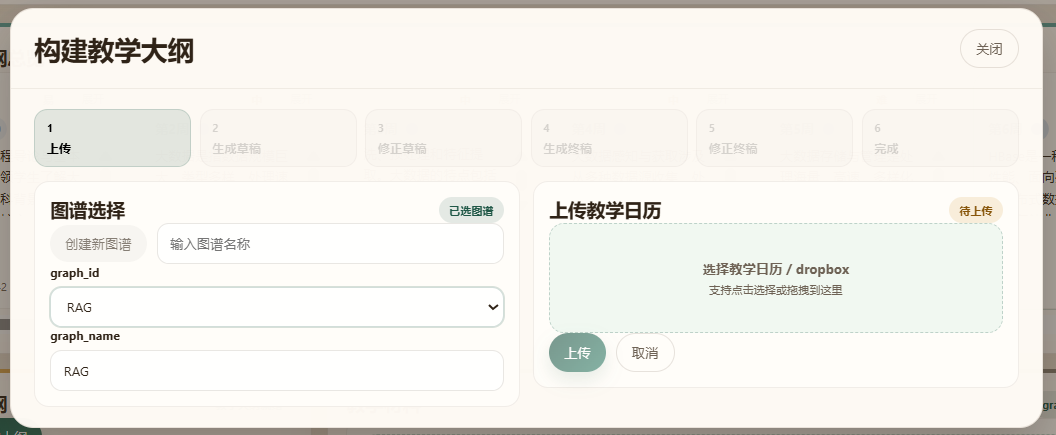 构建教学大纲
关闭
1
上传
2
生成草稿
3
修正草稿
4
生成终稿
5
修正终稿
6
完成
图谱选择
已选图谱
创建新图谱
输入图谱名称
graph_id
RAG
graph_name
RAG
上传教学日历
待上传
选择教学日历 / dropbox
支持点击选择或拖拽到这里
上传
取消